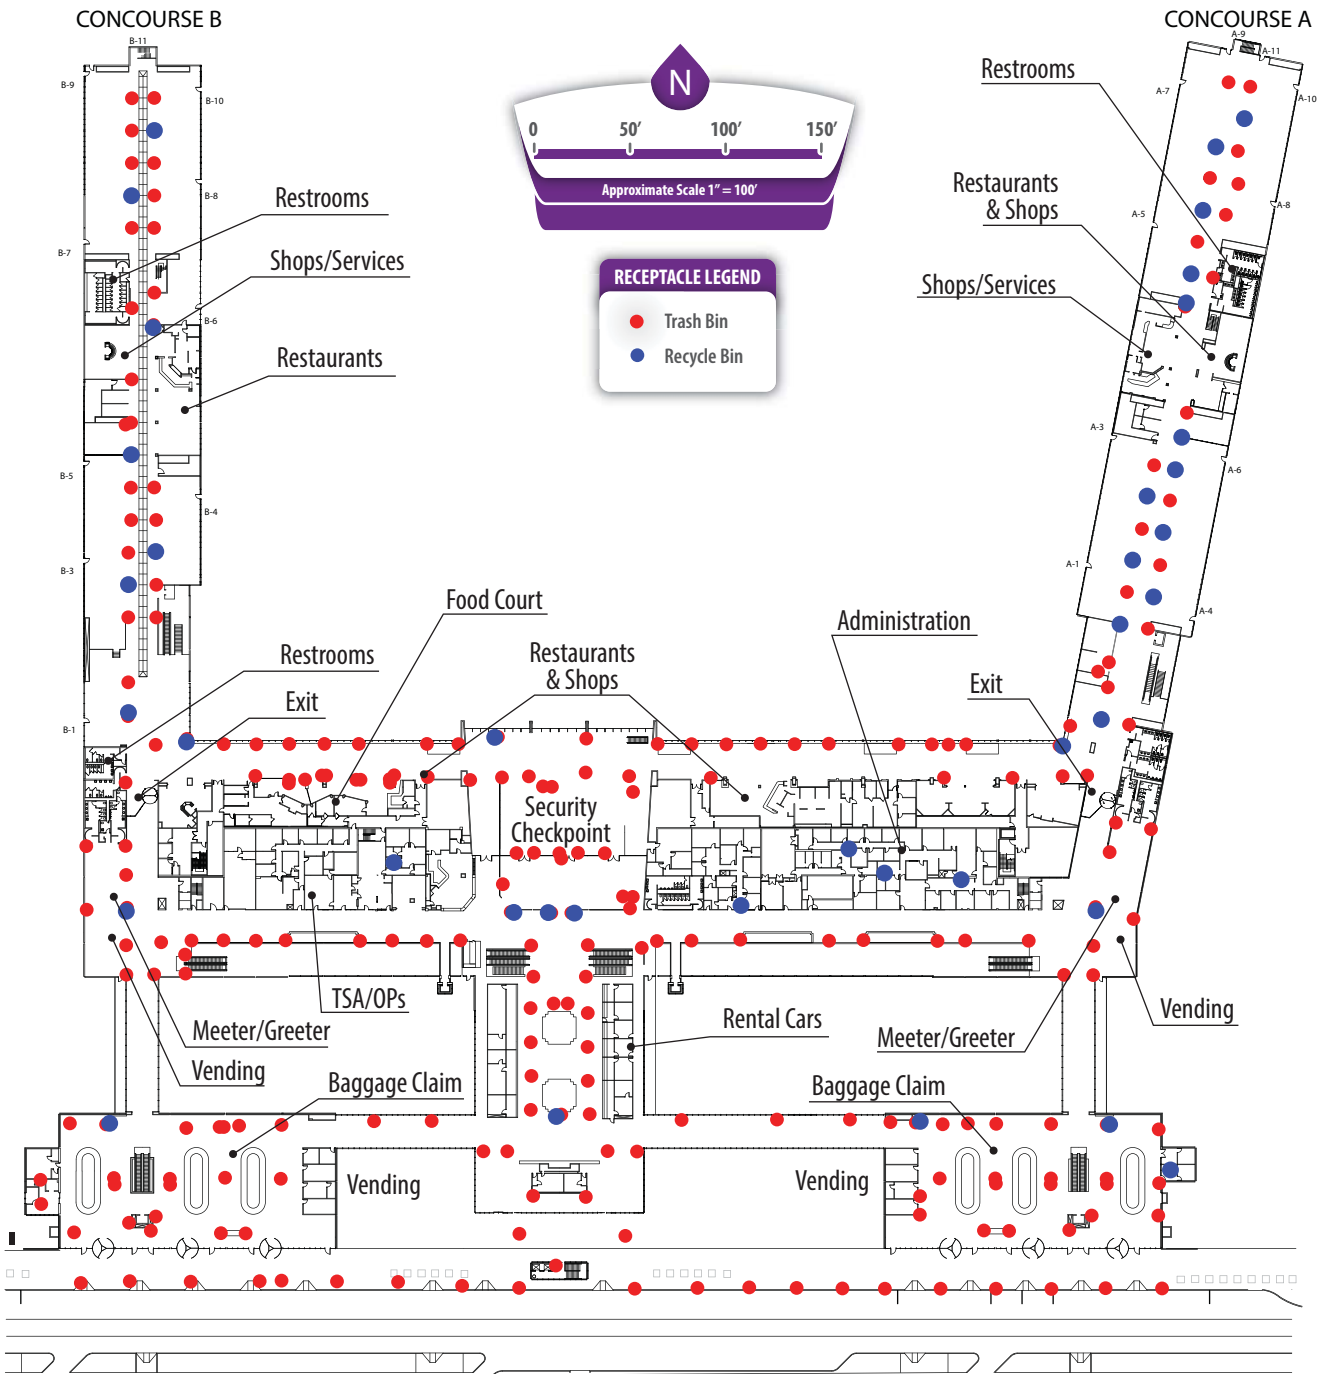 CONCOURSE B
CONCOURSE A
B-11
A-9
A-11
B-9
B-10
A-7
A-10
Restrooms
N
0 50' 100' 150'
Approximate Scale 1" = 100'
Restrooms
B-8
Restaurants
& Shops
A-5
A-8
B-7
Shops/Services
RECEPTACLE LEGEND
Trash Bin
Recycle Bin
Shops/Services
B-6
Restaurants
A-3
A-6
B-5
B-4
B-3
A-1
A-4
Food Court
Administration
Restrooms
Restaurants
& Shops
Exit
Exit
B-1
Security
Checkpoint
TSA/OPs
Meeter/Greeter
Vending
Rental Cars
Meeter/Greeter
Vending
Baggage Claim
Baggage Claim
Vending
Vending